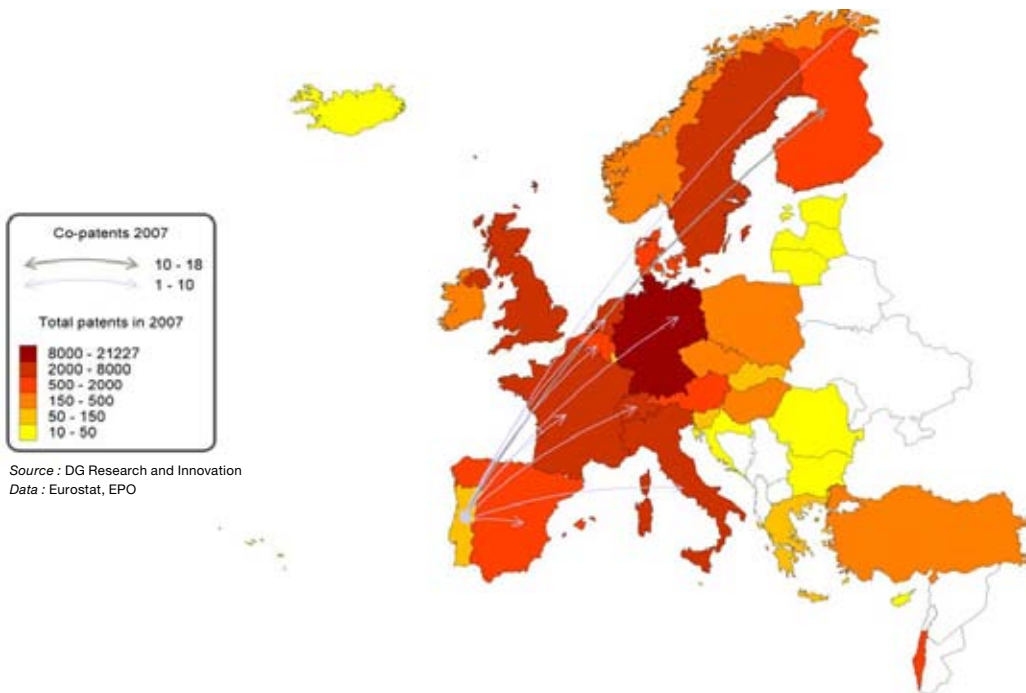 Co-patents 2007
10 - 18
1 - 10
Total patents in 2007
8000 - 21227
2000 - 8000
500 - 2000
150 - 500
50 - 150
10 - 50
Source : DG Research and Innovation
Data : Eurostat, EPO